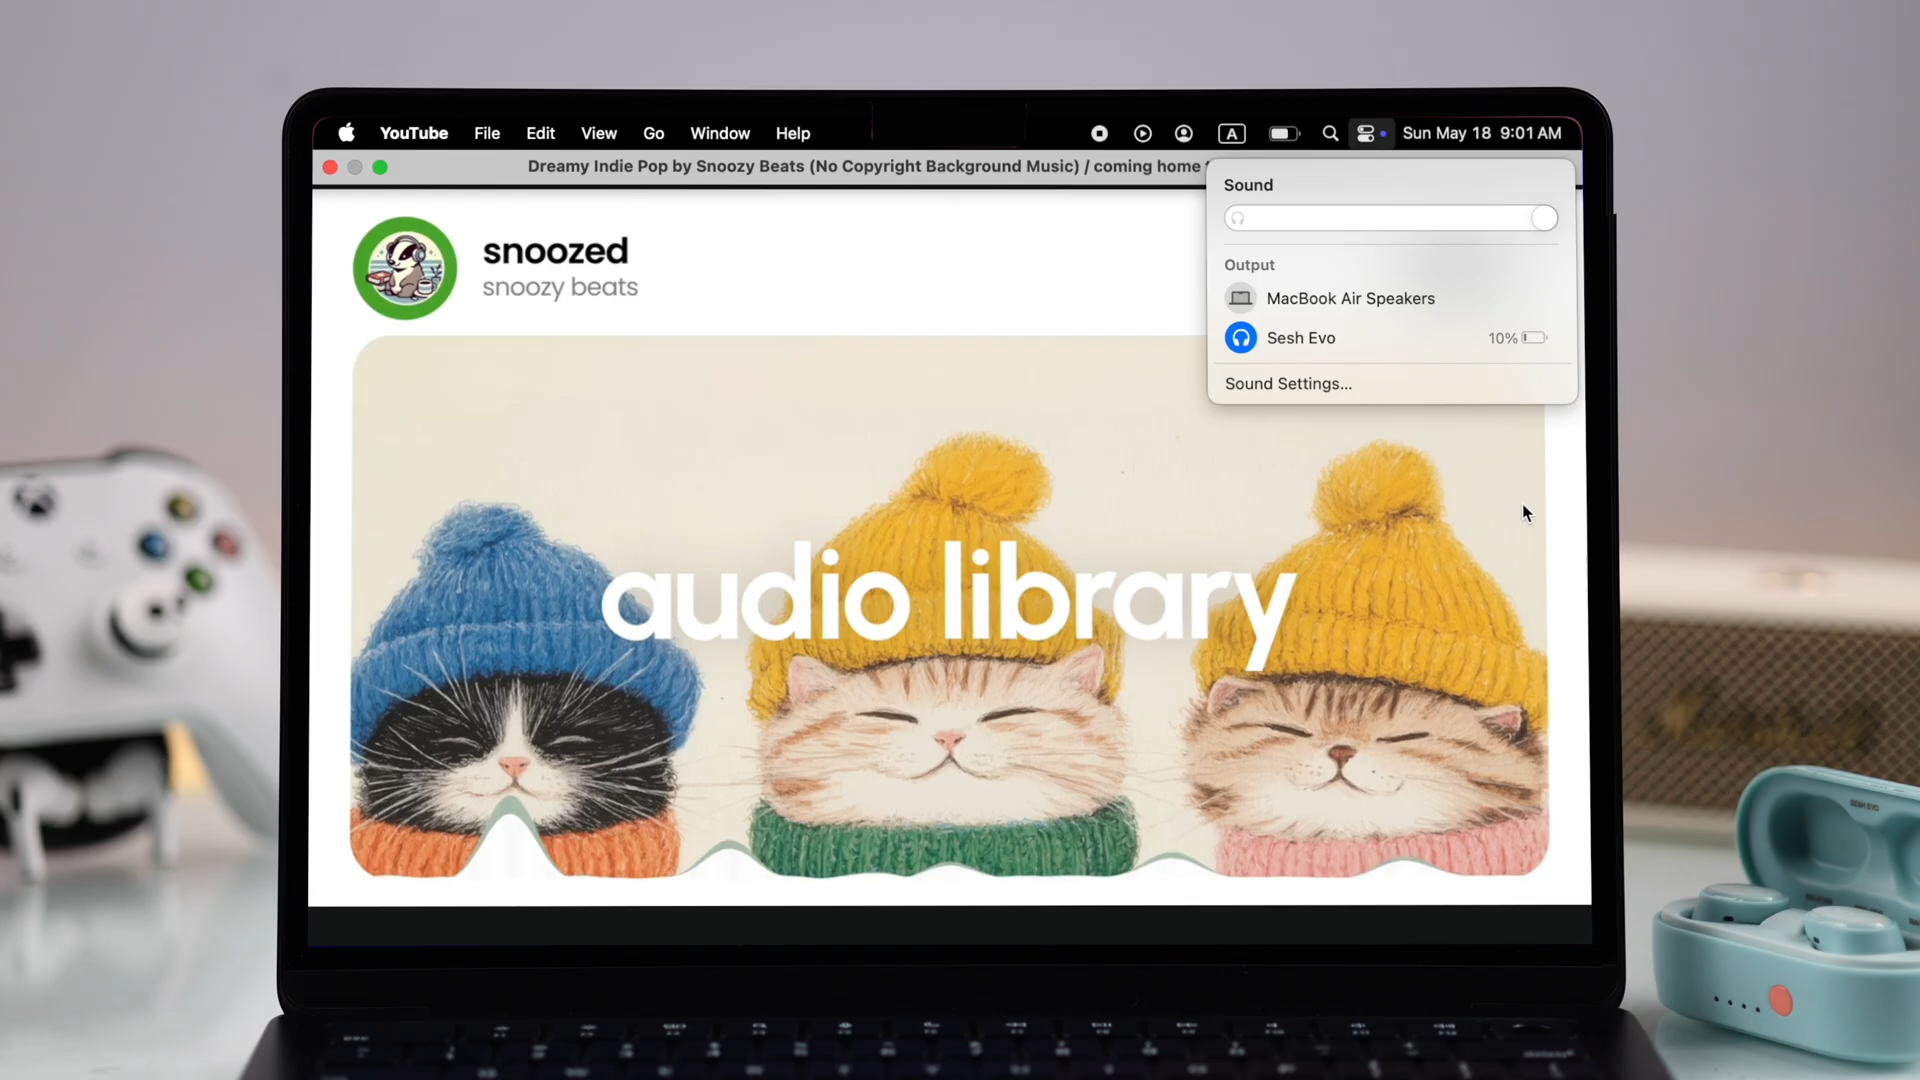 YouTube File Edit View Go Window Help A Sun May 18 9:01 AM
Dreamy Indie Pop by Snoozy Beats (No Copyright Background Music) / coming home
Sound
snoozed
snoozy beats
Output
MacBook Air Speakers
Sesh Evo 10%
Sound Settings...
audio library
SESH EVO